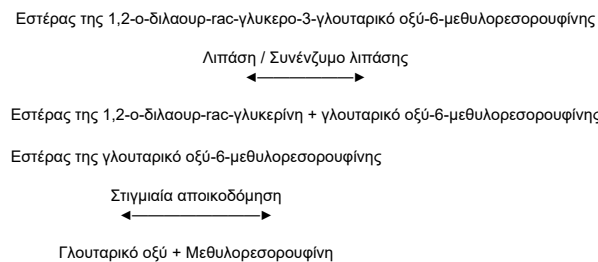 Εστέρας της 1,2-ο-διλαουρ-rac-γλυκερο-3-γλουταρικό οξύ-6-μεθυλορεσορουφίνης
Λιπάση / Συνένζυμο λιπάσης
Εστέρας της 1,2-ο-διλαουρ-rac-γλυκερίνη + γλουταρικό οξύ-6-μεθυλορεσορουφίνης
Εστέρας της γλουταρικό οξύ-6-μεθυλορεσορουφίνης
Στιγμιαία αποικοδόμηση
Γλουταρικό οξύ + Μεθυλορεσορουφίνη